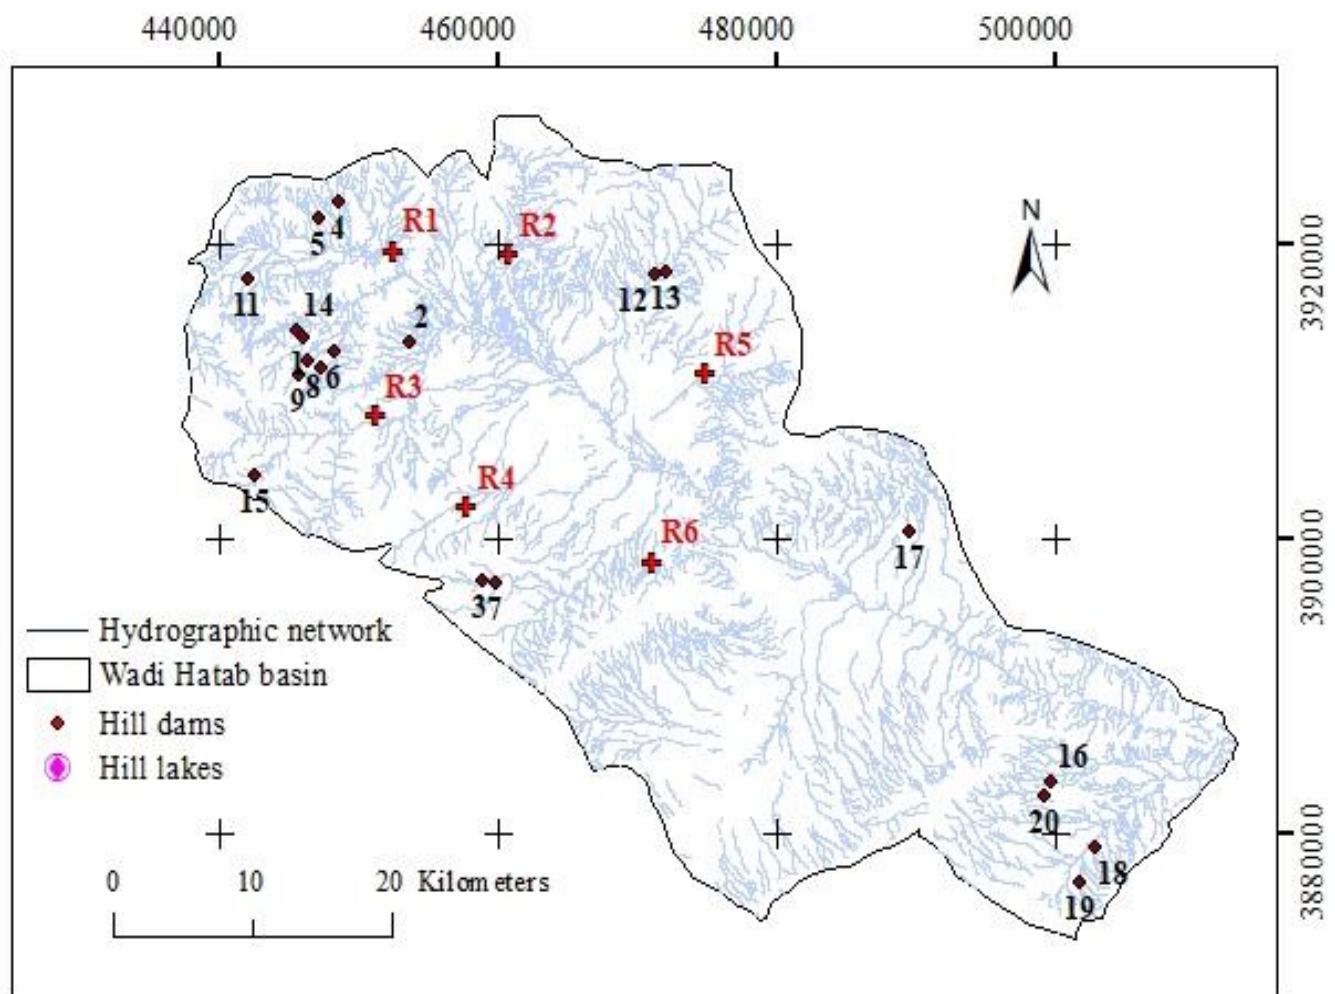 440000 460000 480000 500000
N
R1
R2
4
5
3920000
11
14
2
12 13
R5
1
6
8
9
R3
R4
15
R6
17
3900000
37
Hydrographic network
Wadi Hatab basin
Hill dams
Hill lakes
16
20
3880000
18
19
0 10 20 Kilometers